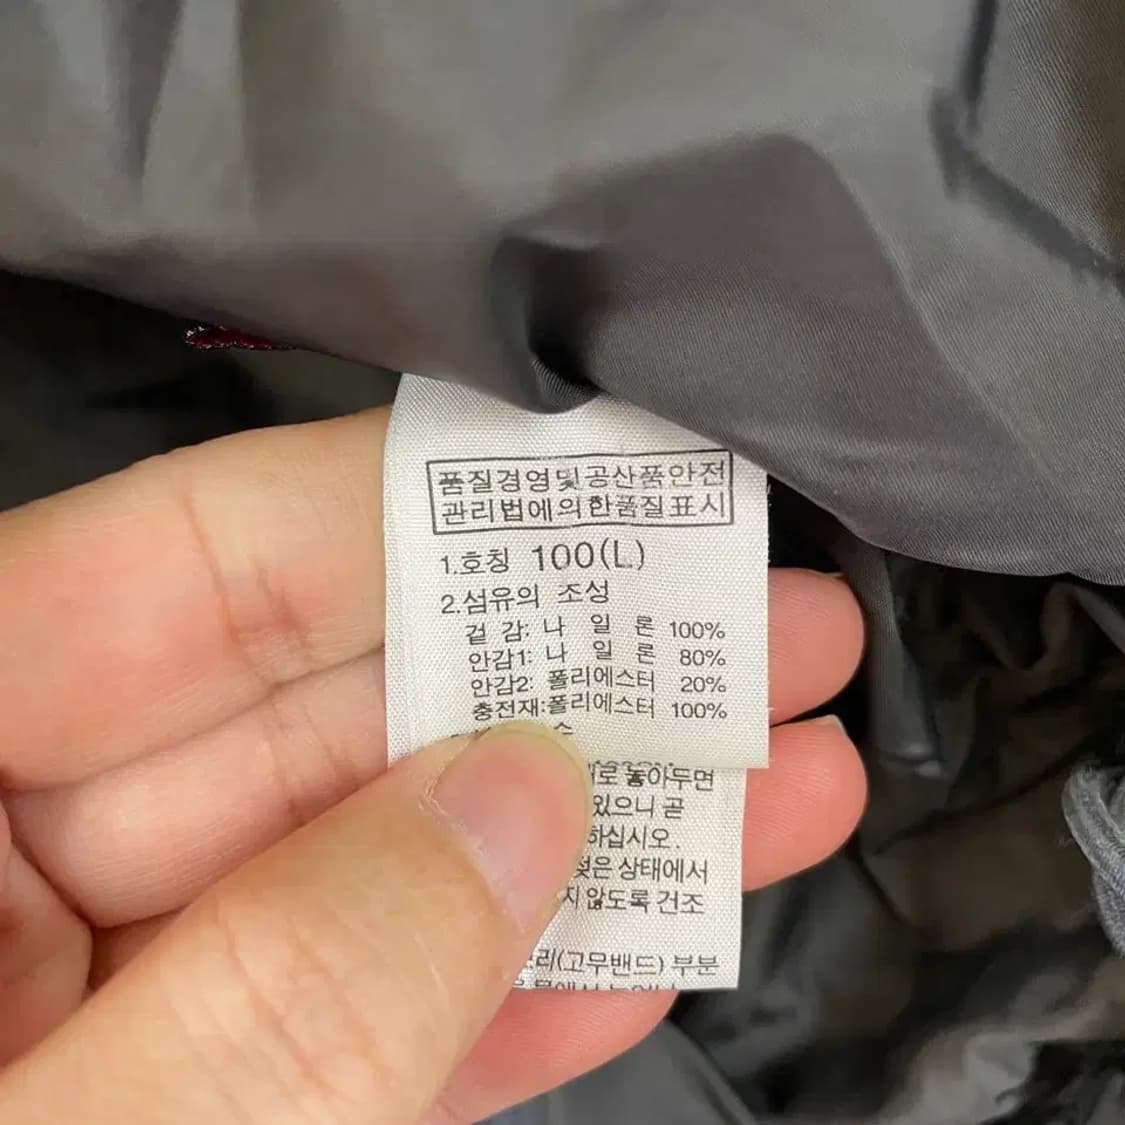 품질경영및공산품안전
관리법에의한품질표시
1.호칭 100(L)
2.섬유의 조성
겉 감: 나 일 론 100%
안감1: 나 일 론 80%
안감2: 폴리에스터 20%
충전재:폴리에스터 100%
놓아두면
있으니 곧
하십시오.
젖은 상태에서
않도록 건조
(고무밴드) 부분